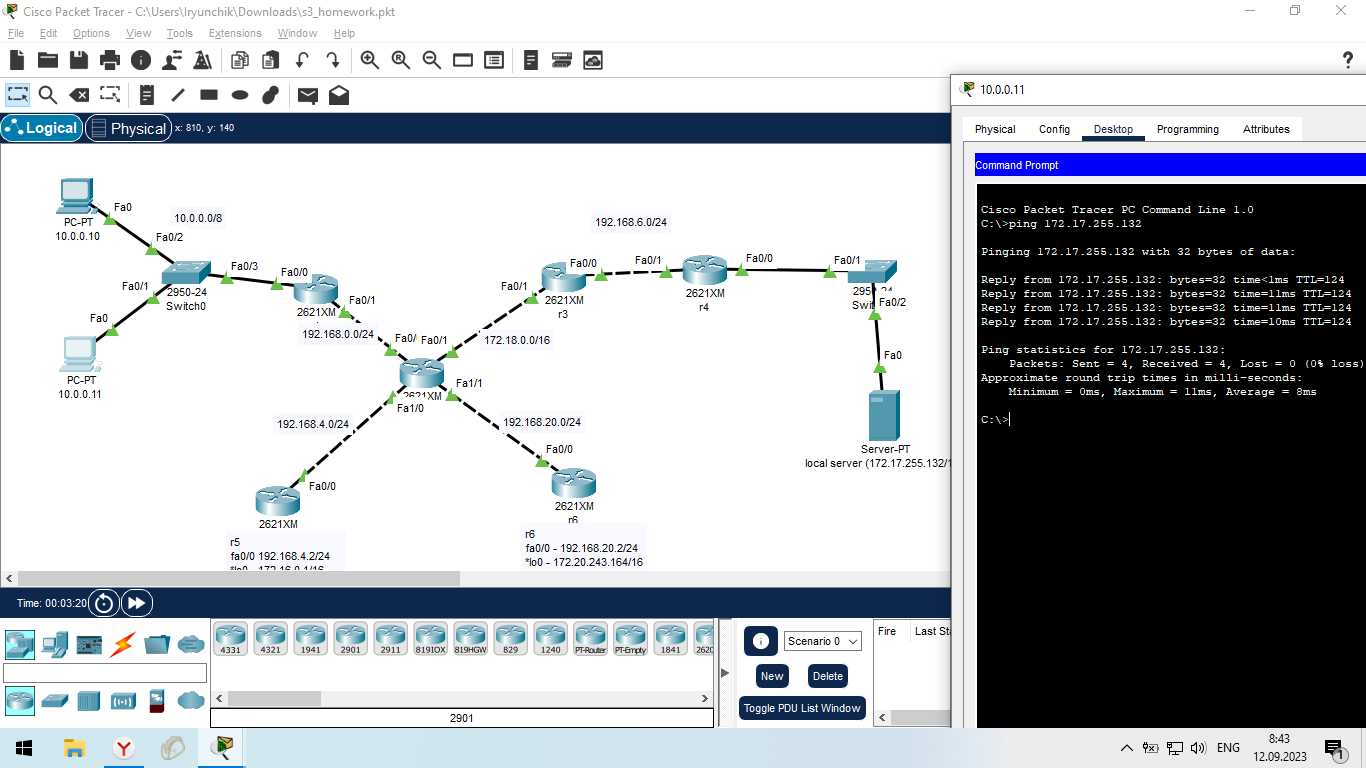 Cisco Packet Tracer - C:\Users\Iryunchik\Downloads\s3_homework.pkt
File Edit Options View Tools Extensions Window Help
?
Logical Physical x: 810, y: 140
Fa0
PC-PT
10.0.0.10
10.0.0.0/8
Fa0/2
Fa0/3
Fa0/0
Fa0/1
2950-24
Switch0
Fa0
PC-PT
10.0.0.11
2621XM
Fa0/1
192.168.0.0/24
192.168.6.0/24
Fa0/0
Fa0/1
2621XM
r3
Fa0/1
2621XM
r4
Fa0/0
Fa0/1
Fa0/2
Fa0
Server-PT
local server (172.17.255.132/
172.18.0.0/16
Fa0/1
2621XM
Fa1/1
Fa1/0
192.168.4.0/24
192.168.20.0/24
Fa0/0
2621XM
r5
fa0/0 192.168.4.2/24
*lo0 - 172.16.0.1/16
Fa0/0
2621XM
r6
r6
fa0/0 - 192.168.20.2/24
*lo0 - 172.20.243.164/16
10.0.0.11
Physical Config Desktop Programming Attributes
Command Prompt
Cisco Packet Tracer PC Command Line 1.0
C:\>ping 172.17.255.132
Pinging 172.17.255.132 with 32 bytes of data:
Reply from 172.17.255.132: bytes=32 time<1ms TTL=124
Reply from 172.17.255.132: bytes=32 time=11ms TTL=124
Reply from 172.17.255.132: bytes=32 time=11ms TTL=124
Reply from 172.17.255.132: bytes=32 time=10ms TTL=124
Ping statistics for 172.17.255.132:
Packets: Sent = 4, Received = 4, Lost = 0 (0% loss)
Approximate round trip times in milli-seconds:
Minimum = 0ms, Maximum = 11ms, Average = 8ms
C:\>
Time: 00:03:20
4331 4321 1941 2901 2911 819IOX 819HGW 829 1240 PT-Router PT-Empty 1841 2620
2901
Scenario 0
New Delete
Toggle PDU List Window
Fire Last Sta
ENG
8:43
12.09.2023
1